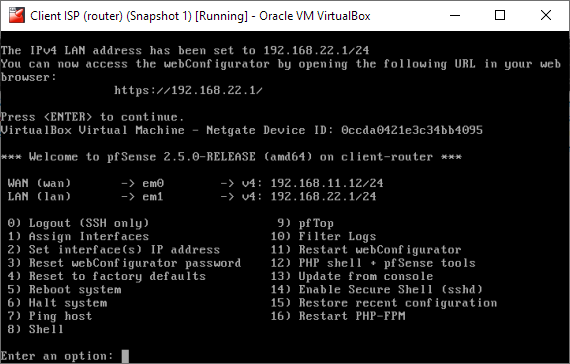 Client ISP (router) (Snapshot 1) [Running] - Oracle VM VirtualBox
The IPv4 LAN address has been set to 192.168.22.1/24
You can now access the webConfigurator by opening the following URL in your web
browser:
https://192.168.22.1/
Press <ENTER> to continue.
VirtualBox Virtual Machine - Netgate Device ID: 0ccda0421e3c34bb4095
*** Welcome to pfSense 2.5.0-RELEASE (amd64) on client-router ***
WAN (wan) -> em0 -> v4: 192.168.11.12/24
LAN (lan) -> em1 -> v4: 192.168.22.1/24
0) Logout (SSH only) 9) pfTop
1) Assign Interfaces 10) Filter Logs
2) Set interface(s) IP address 11) Restart webConfigurator
3) Reset webConfigurator password 12) PHP shell + pfSense tools
4) Reset to factory defaults 13) Update from console
5) Reboot system 14) Enable Secure Shell (sshd)
6) Halt system 15) Restore recent configuration
7) Ping host 16) Restart PHP-FPM
8) Shell
Enter an option: